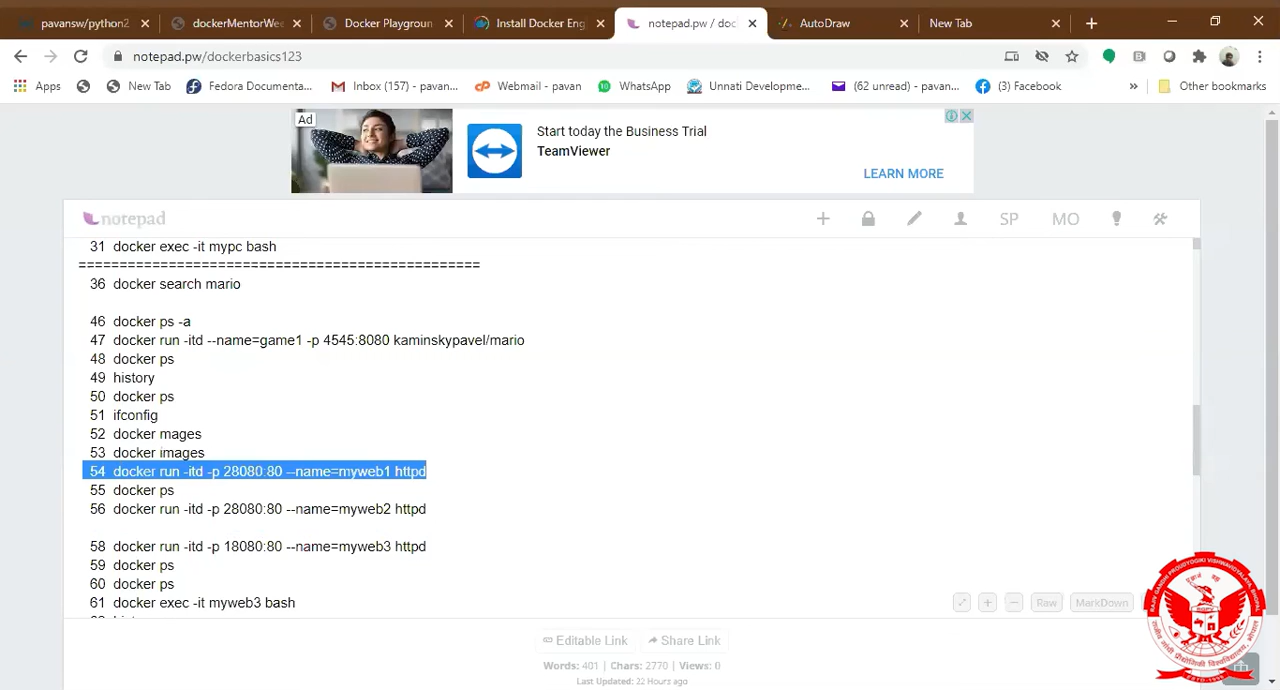 pavansw/python2
dockerMentorWee
Docker Playgroun
Install Docker Eng
notepad.pw / doc
AutoDraw
New Tab
notepad.pw/dockerbasics123
Apps
New Tab
Fedora Documenta...
Inbox (157) - pavan...
Webmail - pavan
WhatsApp
Unnati Developme...
(62 unread) - pavan...
(3) Facebook
»
Other bookmarks
Ad
Start today the Business Trial
TeamViewer
LEARN MORE
notepad
SP
MO
31 docker exec -it mypc bash
=================================================
36 docker search mario
46 docker ps -a
47 docker run -itd --name=game1 -p 4545:8080 kaminskypavel/mario
48 docker ps
49 history
50 docker ps
51 ifconfig
52 docker mages
53 docker images
54 docker run -itd -p 28080:80 --name=myweb1 httpd
55 docker ps
56 docker run -itd -p 28080:80 --name=myweb2 httpd
58 docker run -itd -p 18080:80 --name=myweb3 httpd
59 docker ps
60 docker ps
61 docker exec -it myweb3 bash
Raw
MarkDown
Editable Link
Share Link
Words: 401 | Chars: 2770 | Views: 0
Last Updated: 22 Hours ago